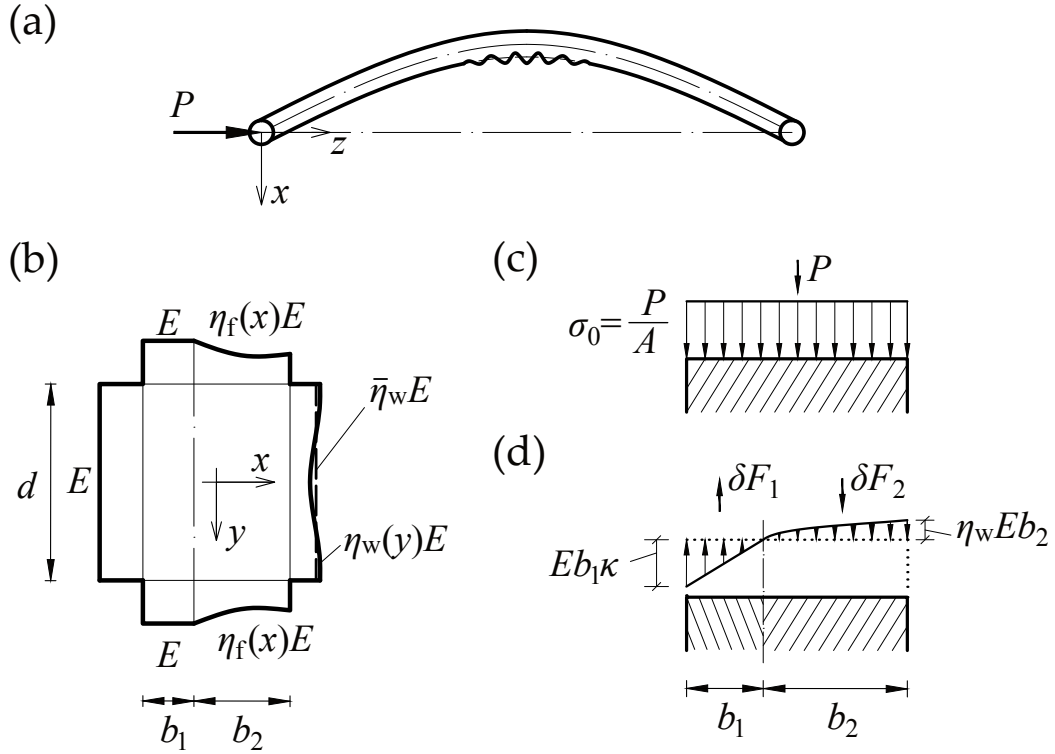 (a)
P
z
x
(b)
E
η_f(x)E
η̄_wE
d
E
x
y
η_w(y)E
E
η_f(x)E
b_1
b_2
(c)
P
σ_0=P/A
(d)
δF_1
δF_2
Eb_1κ
η_wEb_2
b_1
b_2